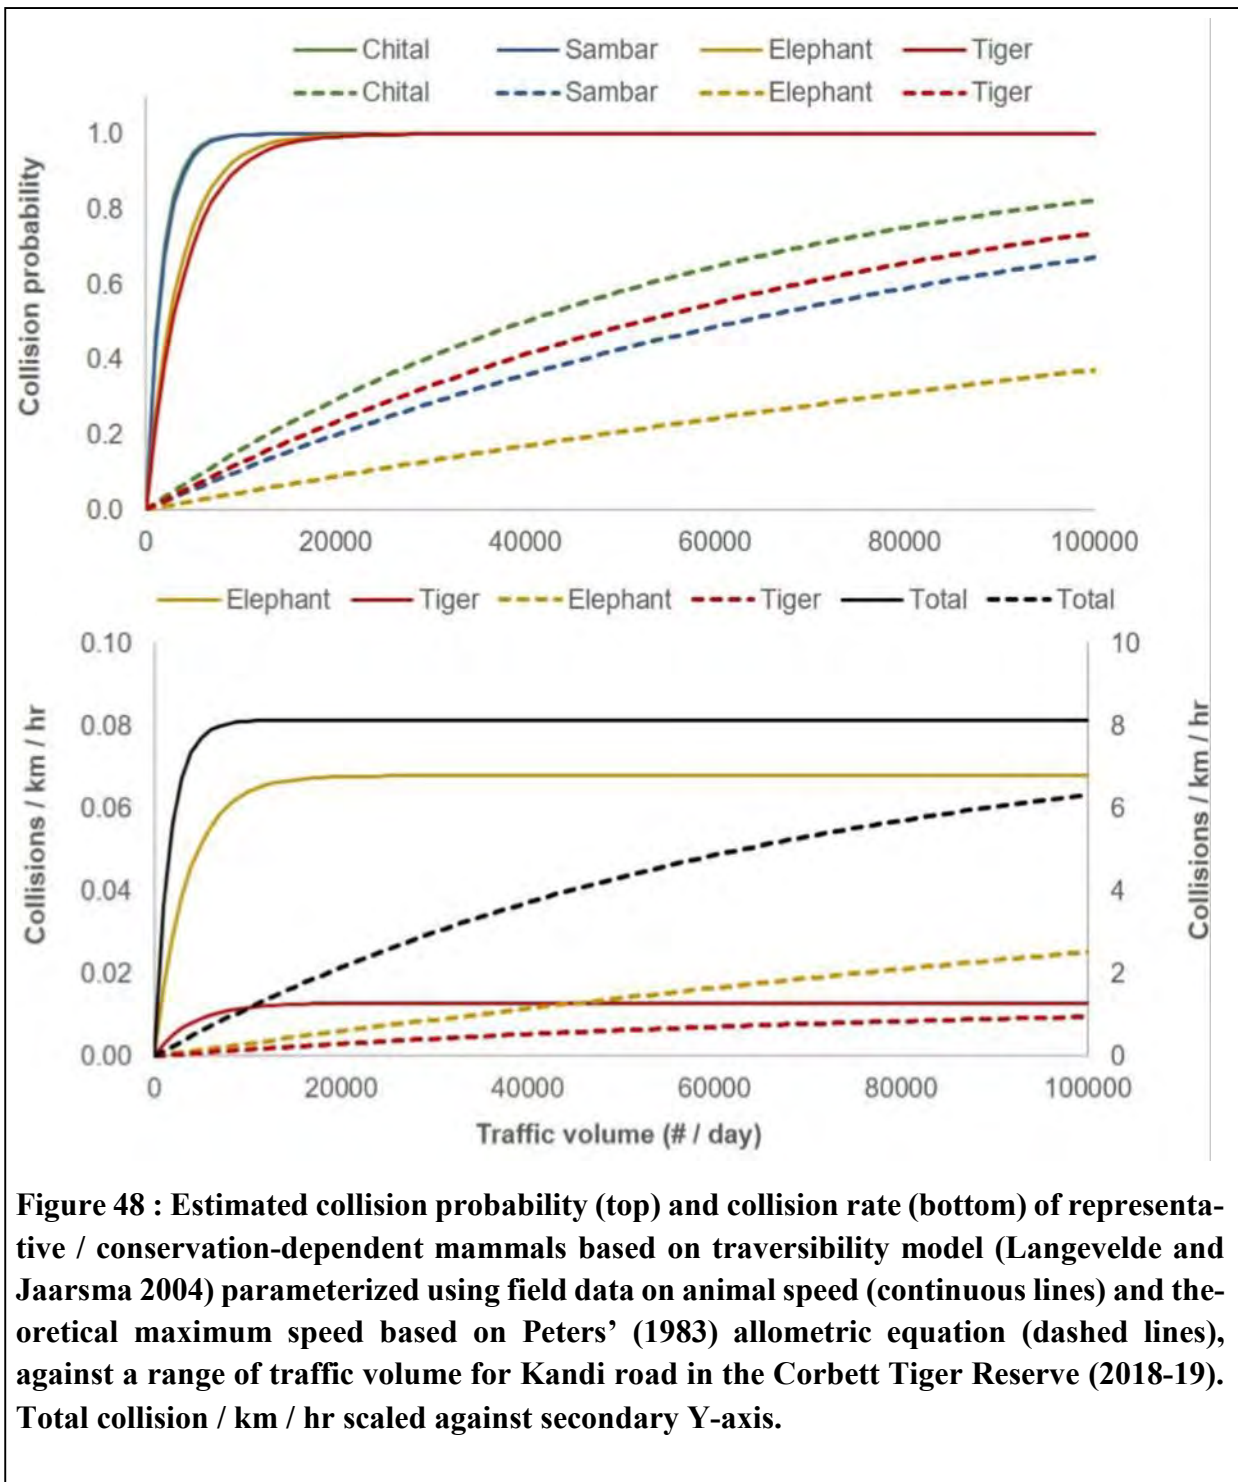 Chital Sambar Elephant Tiger
Chital Sambar Elephant Tiger
Collision probability
1.0
0.8
0.6
0.4
0.2
0.0
0 20000 40000 60000 80000 100000
Elephant Tiger Elephant Tiger Total Total
Collisions / km / hr
0.10
0.08
0.06
0.04
0.02
0.00
10
8
6
4
2
0
Collisions / km / hr
0 20000 40000 60000 80000 100000
Traffic volume (# / day)
Figure 48 : Estimated collision probability (top) and collision rate (bottom) of representa-
tive / conservation-dependent mammals based on traversibility model (Langevelde and
Jaarsma 2004) parameterized using field data on animal speed (continuous lines) and the-
oretical maximum speed based on Peters’ (1983) allometric equation (dashed lines),
against a range of traffic volume for Kandi road in the Corbett Tiger Reserve (2018-19).
Total collision / km / hr scaled against secondary Y-axis.